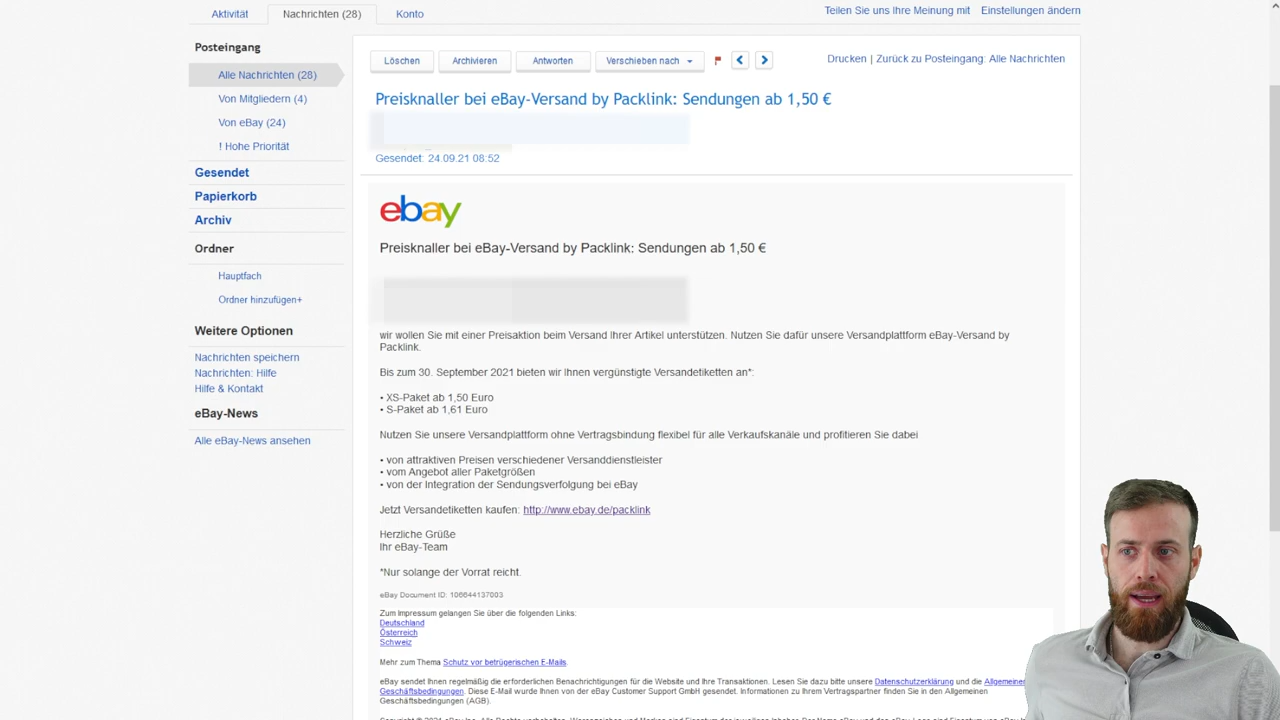 Aktivität
Nachrichten (28)
Konto
Teilen Sie uns Ihre Meinung mit
Einstellungen ändern
Posteingang
Alle Nachrichten (28)
Von Mitgliedern (4)
Von eBay (24)
! Hohe Priorität
Gesendet
Papierkorb
Archiv
Ordner
Hauptfach
Ordner hinzufügen+
Weitere Optionen
Nachrichten speichern
Nachrichten: Hilfe
Hilfe & Kontakt
eBay-News
Alle eBay-News ansehen
Löschen
Archivieren
Antworten
Verschieben nach
Drucken | Zurück zu Posteingang: Alle Nachrichten
Preisknaller bei eBay-Versand by Packlink: Sendungen ab 1,50 €
Gesendet: 24.09.21 08:52
ebay
Preisknaller bei eBay-Versand by Packlink: Sendungen ab 1,50 €
wir wollen Sie mit einer Preisaktion beim Versand Ihrer Artikel unterstützen. Nutzen Sie dafür unsere Versandplattform eBay-Versand by
Packlink.
Bis zum 30. September 2021 bieten wir Ihnen vergünstigte Versandetiketten an*:
• XS-Paket ab 1,50 Euro
• S-Paket ab 1,61 Euro
Nutzen Sie unsere Versandplattform ohne Vertragsbindung flexibel für alle Verkaufskanäle und profitieren Sie dabei
• von attraktiven Preisen verschiedener Versanddienstleister
• vom Angebot aller Paketgrößen
• von der Integration der Sendungsverfolgung bei eBay
Jetzt Versandetiketten kaufen: http://www.ebay.de/packlink
Herzliche Grüße
Ihr eBay-Team
*Nur solange der Vorrat reicht.
eBay Document ID: 106644137003
Zum Impressum gelangen Sie über die folgenden Links:
Deutschland
Österreich
Schweiz
Mehr zum Thema Schutz vor betrügerischen E-Mails.
eBay sendet Ihnen regelmäßig die erforderlichen Benachrichtigungen für die Website und Ihre Transaktionen. Lesen Sie dazu bitte unsere Datenschutzerklärung und die Allgemeinen
Geschäftsbedingungen. Diese E-Mail wurde Ihnen von der eBay Customer Support GmbH gesendet. Informationen zu Ihrem Vertragspartner finden Sie in den Allgemeinen
Geschäftsbedingungen (AGB).